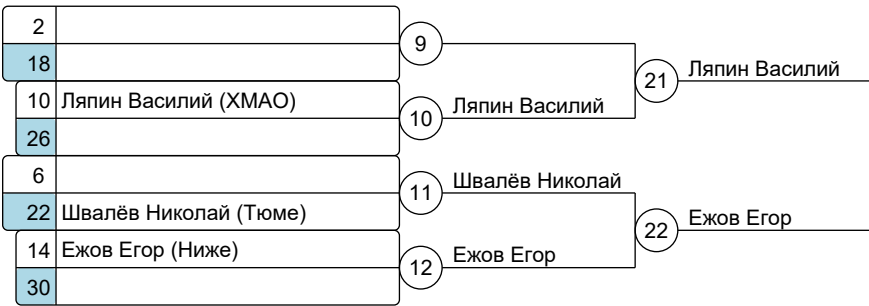 2
9
18
21 Ляпин Василий
10 Ляпин Василий (ХМАО)
10 Ляпин Василий
26
6
11 Швалёв Николай
22 Швалёв Николай (Тюме)
22 Ежов Егор
14 Ежов Егор (Ниже)
12 Ежов Егор
30